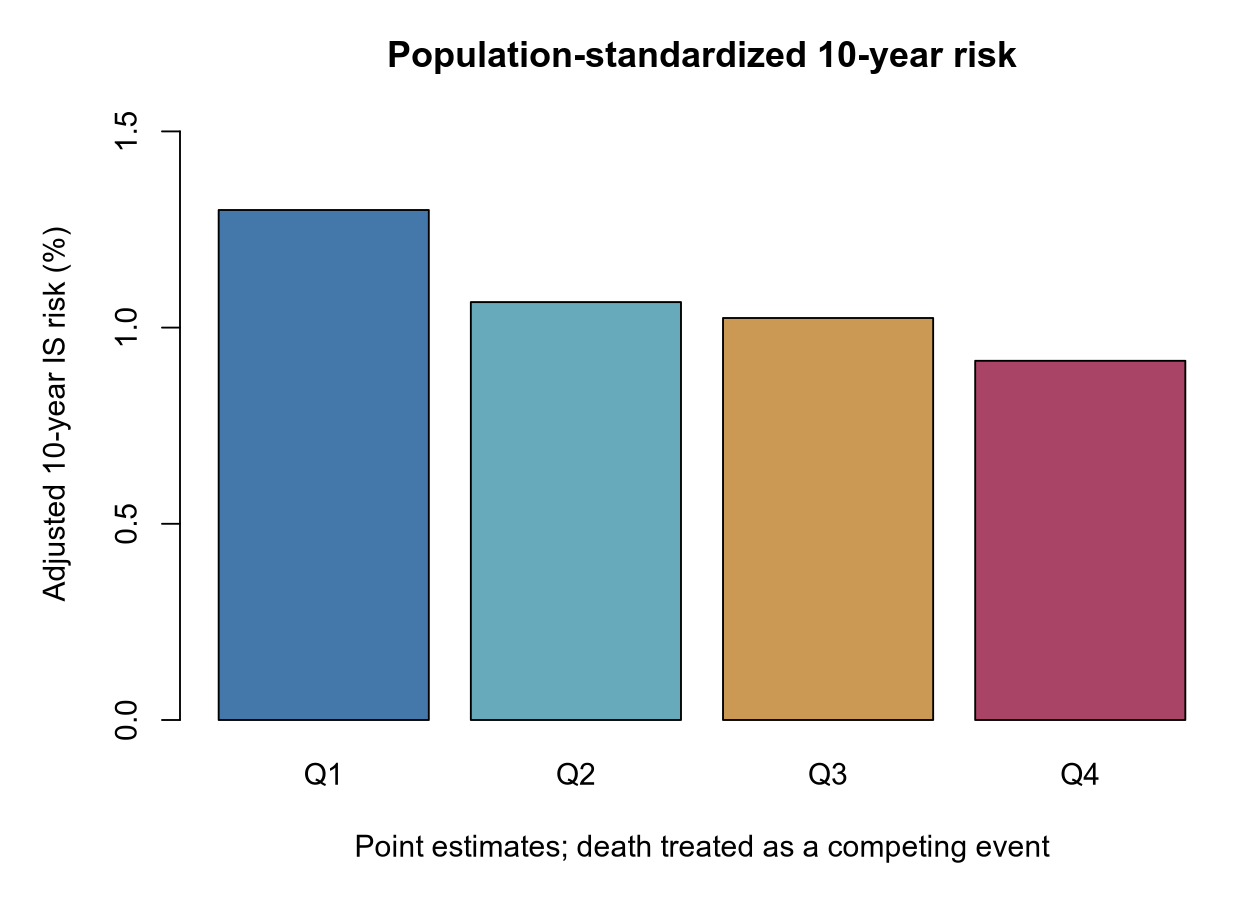 Population-standardized 10-year risk
Adjusted 10-year IS risk (%)
1.5
1.0
0.5
0.0
Q1 Q2 Q3 Q4
Point estimates; death treated as a competing event